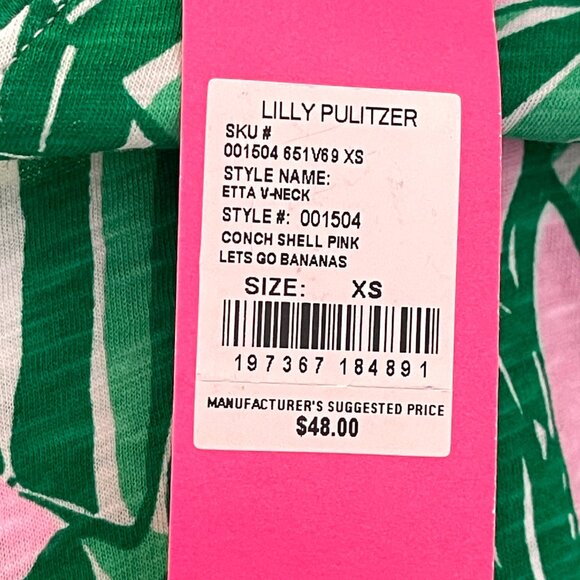 LILLY PULITZER
SKU #
001504 651V69 XS
STYLE NAME:
ETTA V-NECK
STYLE #: 001504
CONCH SHELL PINK
LETS GO BANANAS
SIZE: XS
197367 184891
MANUFACTURER'S SUGGESTED PRICE
$48.00